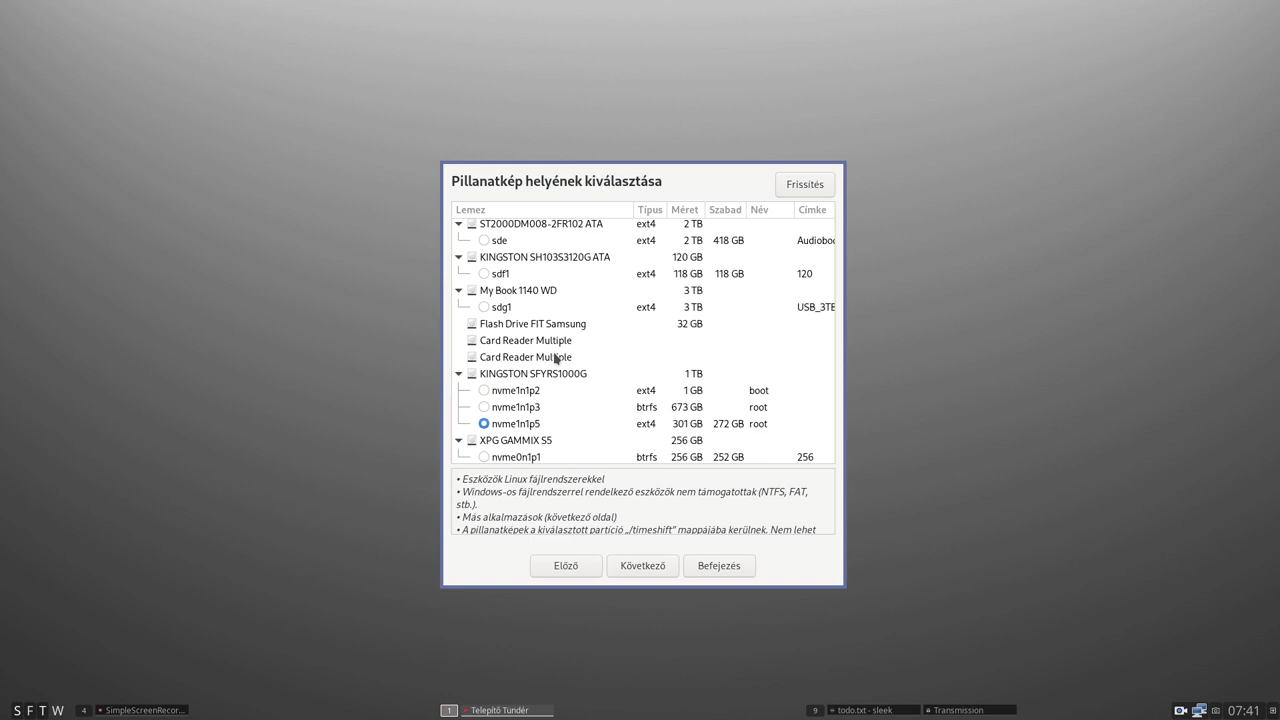 Pillanatkép helyének kiválasztása
Frissítés
Lemez Típus Méret Szabad Név Címke
ST2000DM008-2FR102 ATA ext4 2 TB
sde ext4 2 TB 418 GB Audioboo
KINGSTON SH103S3120G ATA 120 GB
sdf1 ext4 118 GB 118 GB 120
My Book 1140 WD 3 TB
sdg1 ext4 3 TB USB_3TB
Flash Drive FIT Samsung 32 GB
Card Reader Multiple
Card Reader Multiple
KINGSTON SFYRS1000G 1 TB
nvme1n1p2 ext4 1 GB boot
nvme1n1p3 btrfs 673 GB root
nvme1n1p5 ext4 301 GB 272 GB root
XPG GAMMIX S5 256 GB
nvme0n1p1 btrfs 256 GB 252 GB 256
• Eszközök Linux fájlrendszerekkel
• Windows-os fájlrendszerrel rendelkező eszközök nem támogatottak (NTFS, FAT,
stb.).
• Más alkalmazások (következő oldal)
• A pillanatképek a kiválasztott partíció „/timeshift” mappájába kerülnek. Nem lehet
Előző Következő Befejezés
S F T W 4 SimpleScreenRecor... 1 Telepítő Tündér 9 todo.txt - sleek Transmission 07:41